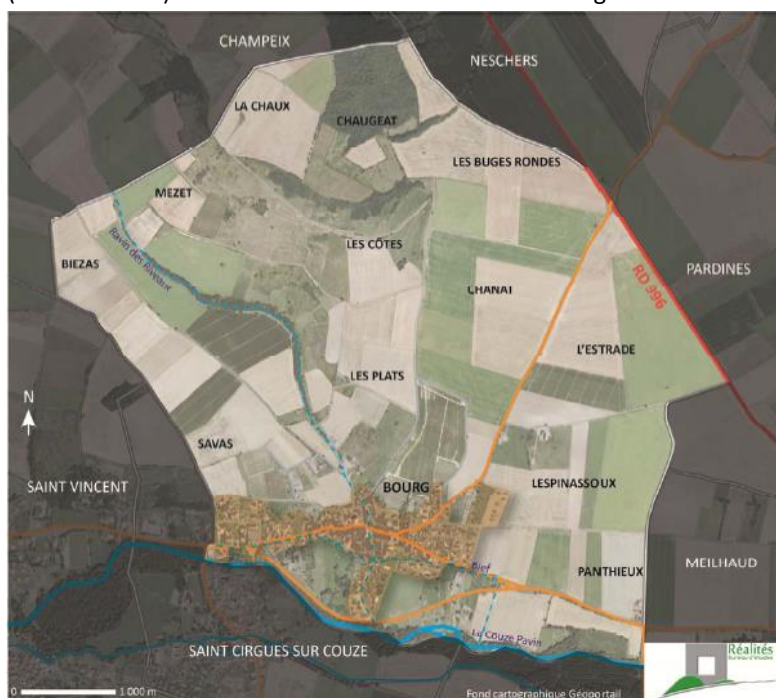 CHAMPEIX
NESCHERS
LA CHAUX
CHAUGEAT
LES BUGES RONDES
MEZET
Ravin des Riveaux
LES CÔTES
BIEZAS
PARDINES
CHANAT
RD 996
L'ESTRADE
LES PLATS
N
SAVAS
SAINT VINCENT
BOURG
LESPINASSOUX
Bief
PANTHIEUX
MEILHAUD
La Couze Pavin
SAINT CIRGUES SUR COUZE
Réalités
0
1 000 m
Fond cartographique Géoportail